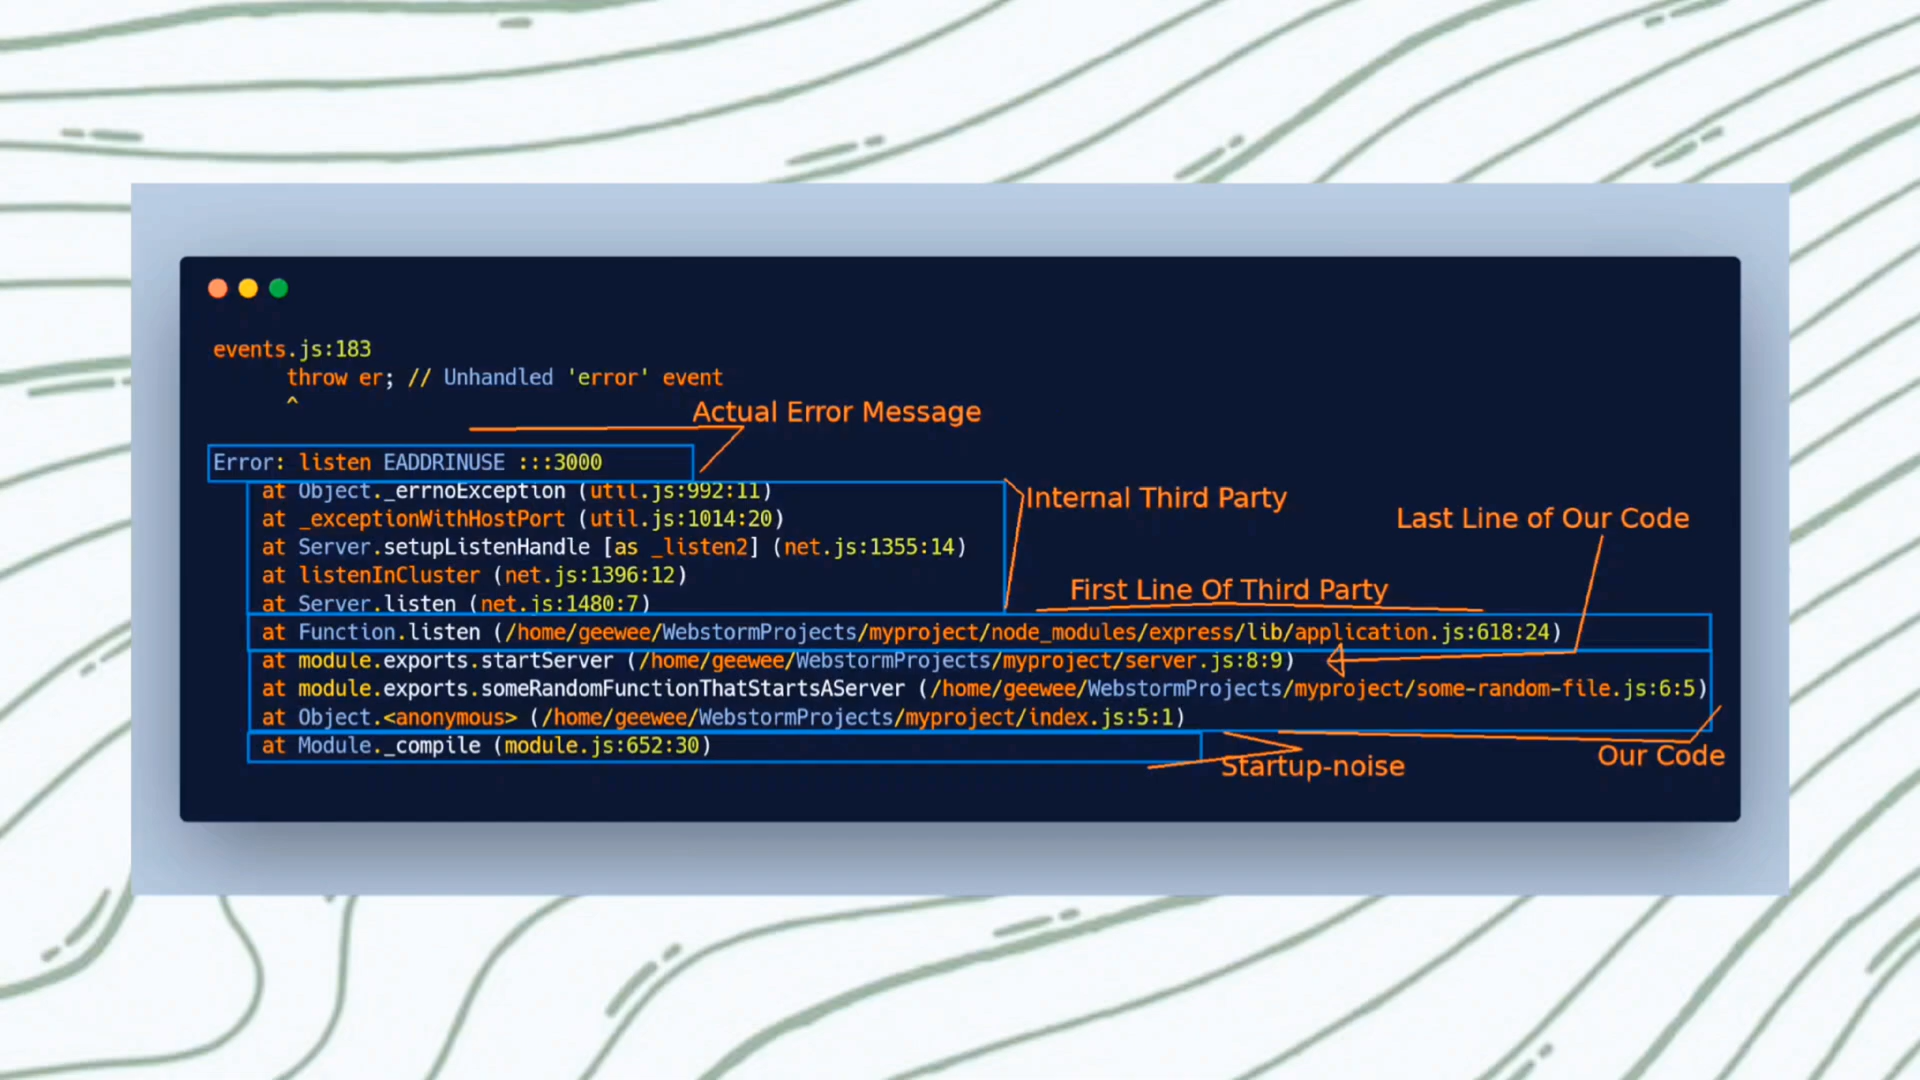 events.js:183
throw er; // Unhandled 'error' event
^
Actual Error Message
Error: listen EADDRINUSE :::3000
at Object._errnoException (util.js:992:11)
Internal Third Party
at _exceptionWithHostPort (util.js:1014:20)
Last Line of Our Code
at Server.setupListenHandle [as _listen2] (net.js:1355:14)
at listenInCluster (net.js:1396:12)
First Line Of Third Party
at Server.listen (net.js:1480:7)
at Function.listen (/home/geewee/WebstormProjects/myproject/node_modules/express/lib/application.js:618:24)
at module.exports.startServer (/home/geewee/WebstormProjects/myproject/server.js:8:9)
at module.exports.someRandomFunctionThatStartsAServer (/home/geewee/WebstormProjects/myproject/some-random-file.js:6:5)
at Object.<anonymous> (/home/geewee/WebstormProjects/myproject/index.js:5:1)
at Module._compile (module.js:652:30)
Our Code
Startup-noise